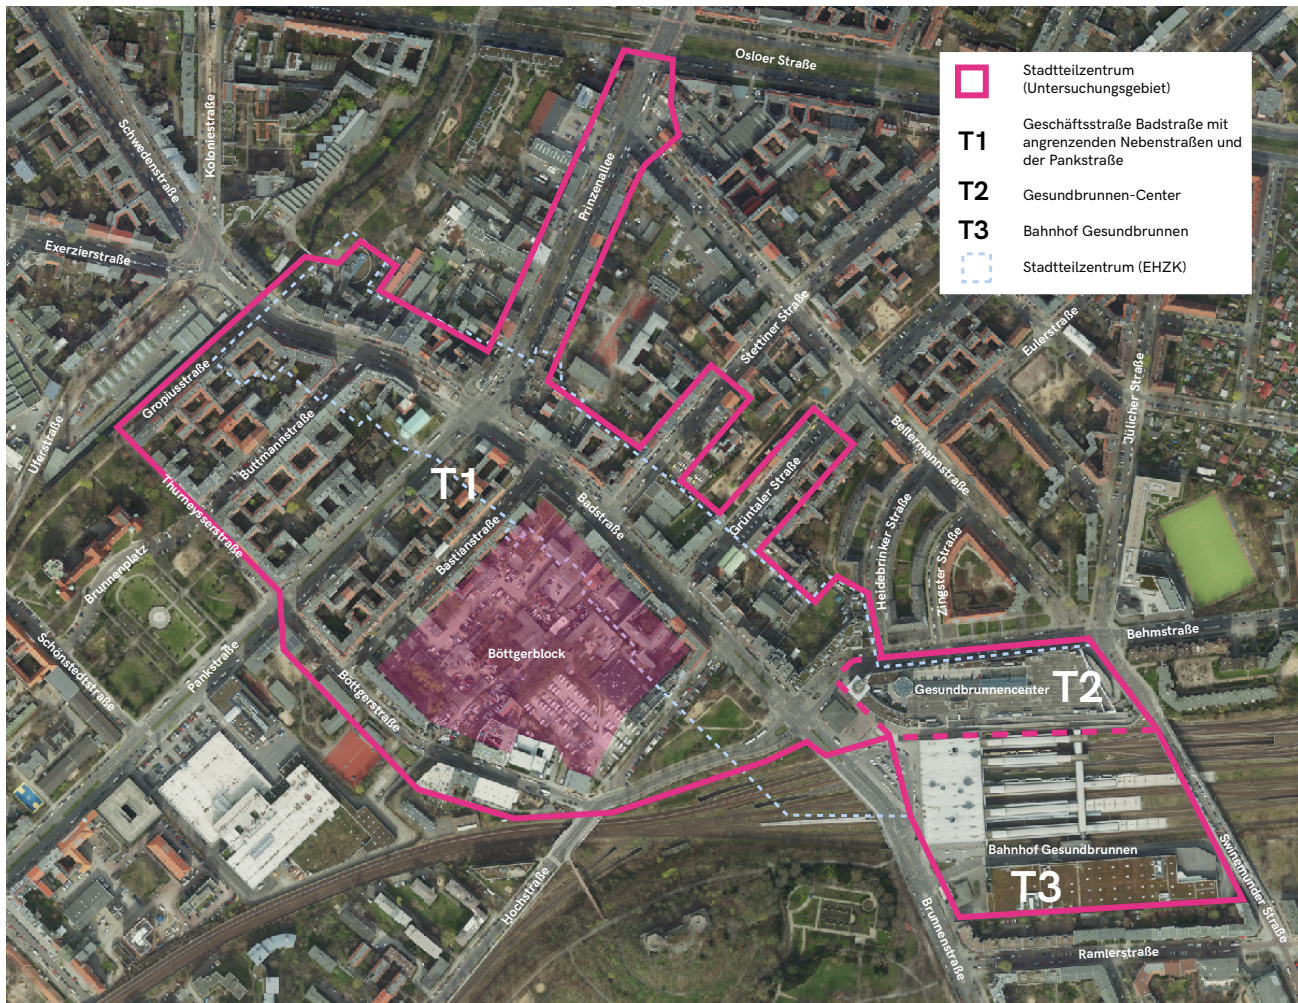 Osloer Straße
Stadtteilzentrum
(Untersuchungsgebiet)
T1
Geschäftsstraße Badstraße mit
angrenzenden Nebenstraßen und
der Pankstraße
T2
Gesundbrunnen-Center
T3
Bahnhof Gesundbrunnen
Stadtteilzentrum (EHZK)
Schwedenstraße
Koloniestraße
Prinzenallee
Exerzierstraße
Stettiner Straße
Eulerstraße
Jülicher Straße
Gropiusstraße
Uferstraße
Buttmannstraße
Bellermannstraße
T1
Thurneysserstraße
Badstraße
Grüntaler Straße
Bastianstraße
Heidebrinker Straße
Zingster Straße
Brunnenplatz
Behmstraße
Schönstedtstraße
Pankstraße
Böttgerblock
Böttgerstraße
Gesundbrunnencenter
T2
Bahnhof Gesundbrunnen
T3
Swinemünder Straße
Hochstraße
Brunnenstraße
Ramlerstraße